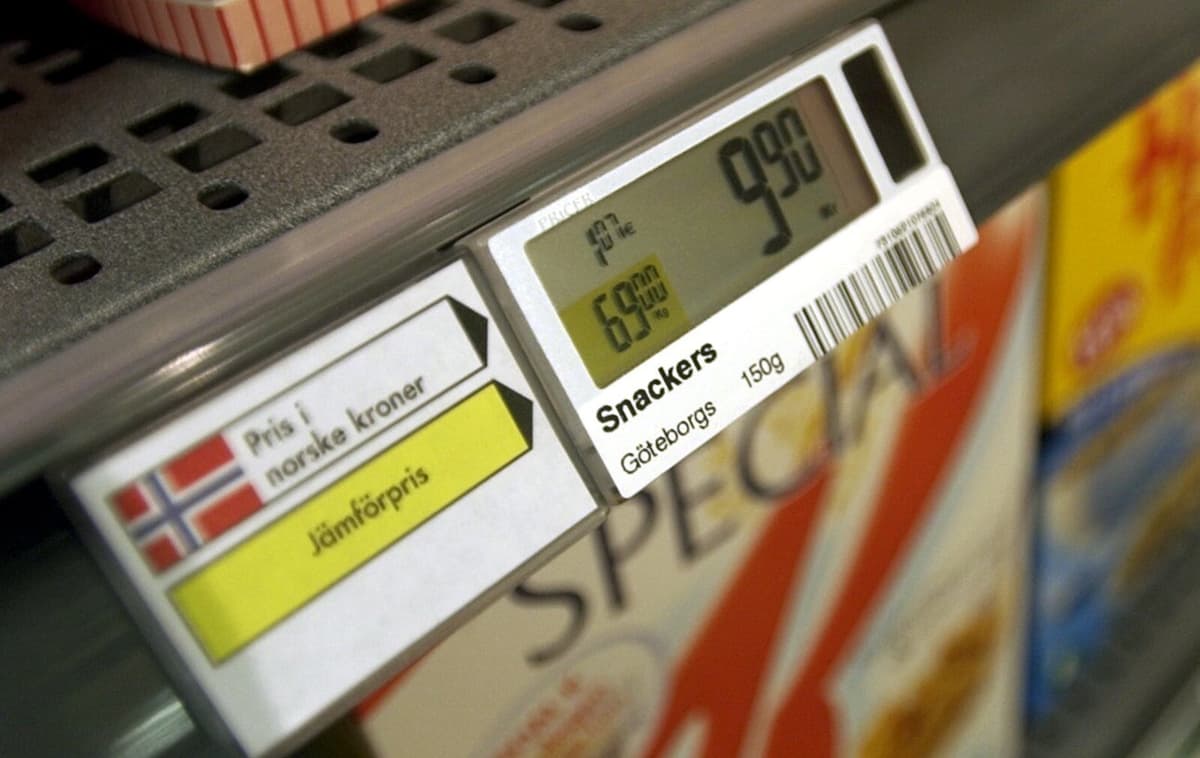 Pris i
norske kroner
Jämförpris
PRICER
9 90
69 00
Snackers
Göteborgs 150g
SPECIAL